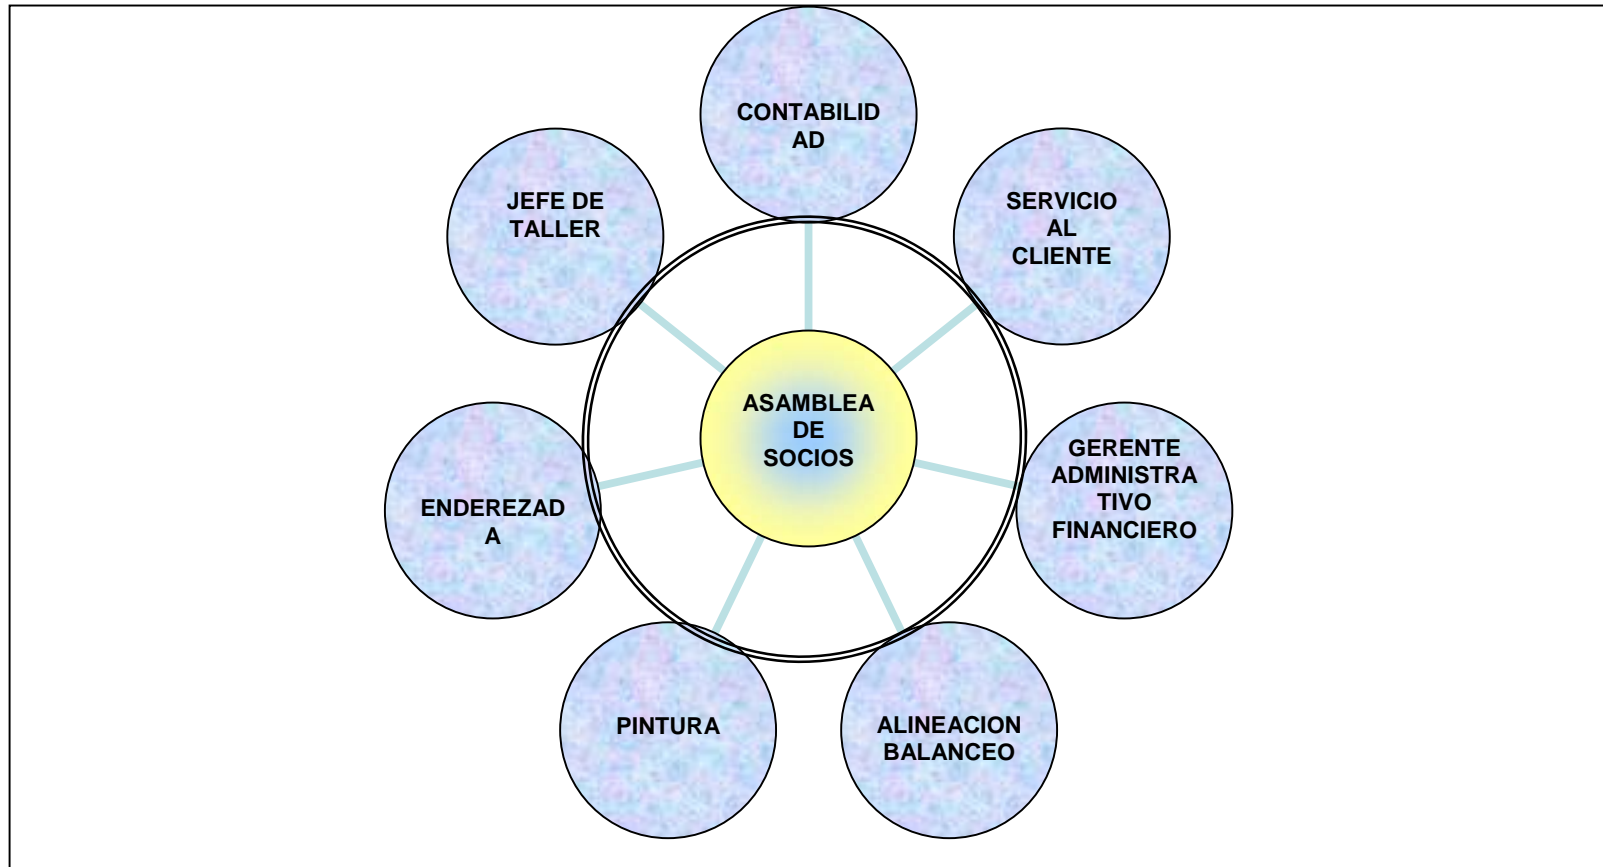 CONTABILID
AD
JEFE DE
TALLER
SERVICIO
AL
CLIENTE
ASAMBLEA
DE
SOCIOS
GERENTE
ADMINISTRA
TIVO
FINANCIERO
ENDEREZAD
A
PINTURA
ALINEACION
BALANCEO